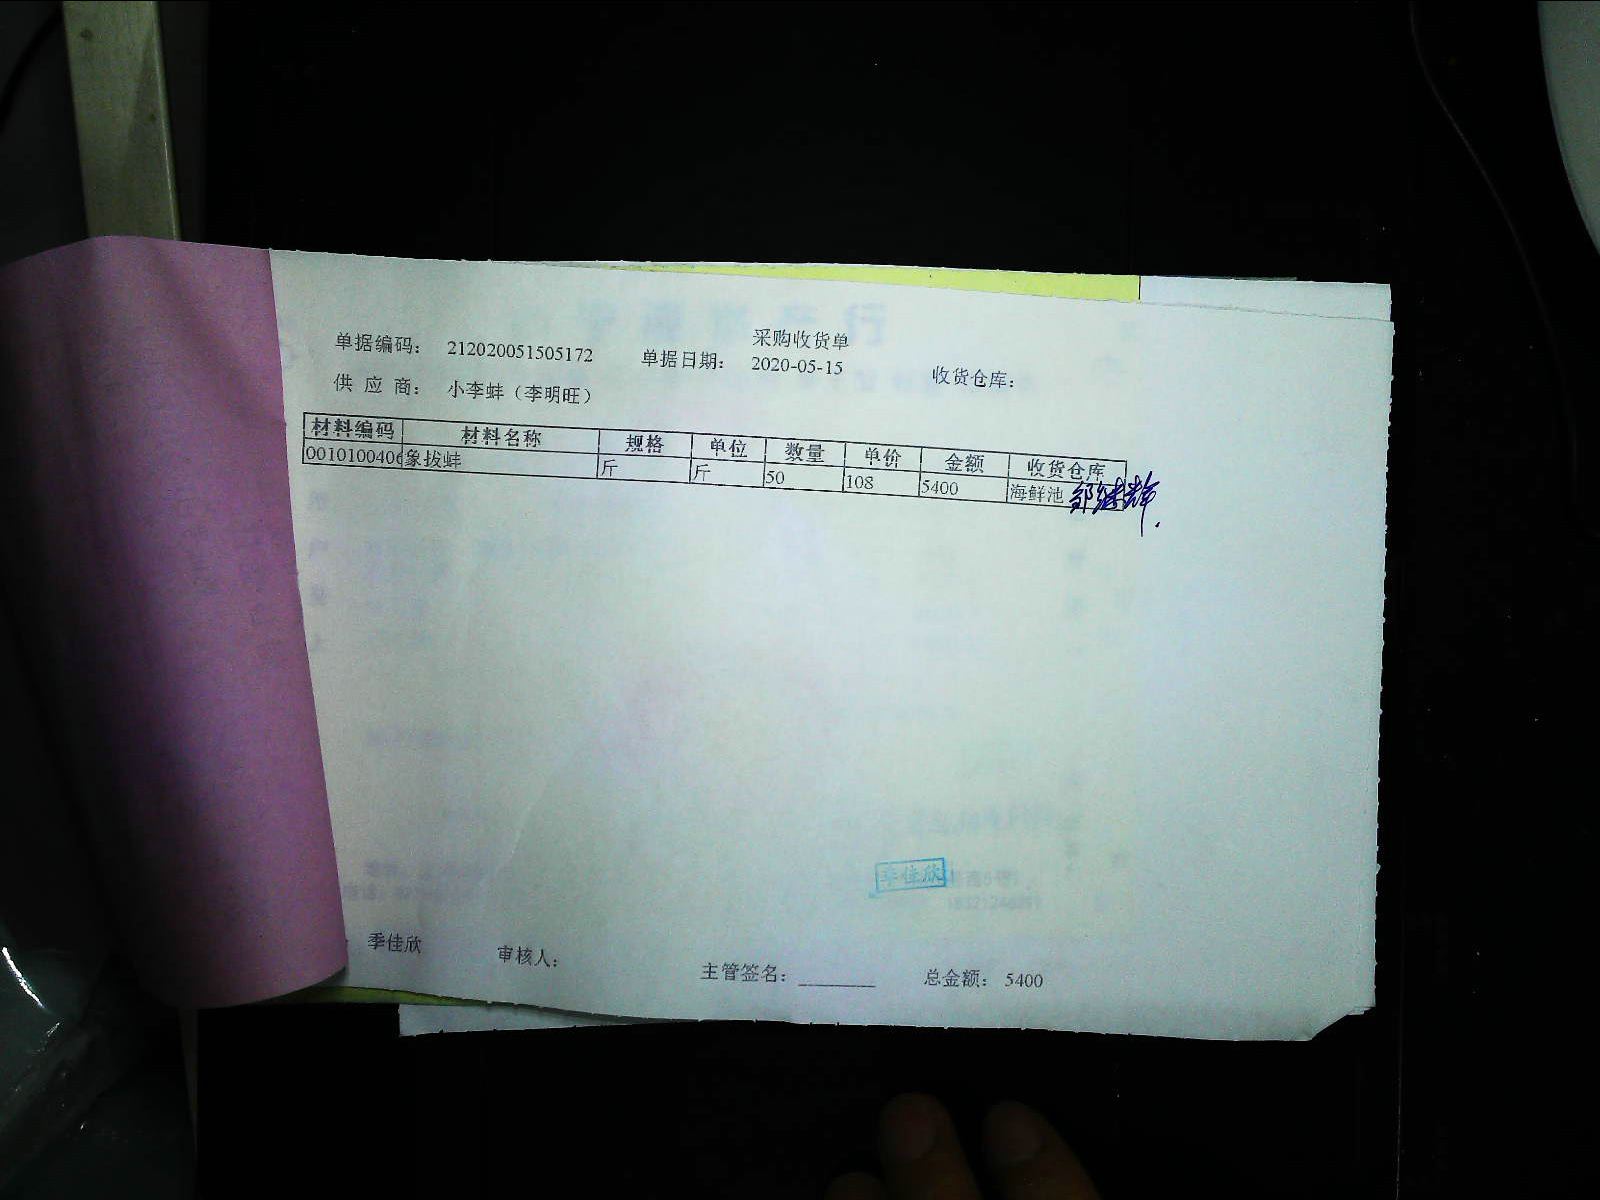 采购收货单
单据编码： 212020051505172 单据日期： 2020-05-15 收货仓库：
供 应 商： 小李蚌（李明旺）
材料编码 材料名称 规格 单位 数量 单价 金额 收货仓库
0010100406 象拔蚌 斤 斤 50 108 5400 海鲜池
季佳欣
季佳欣 审核人： 主管签名：________ 总金额： 5400